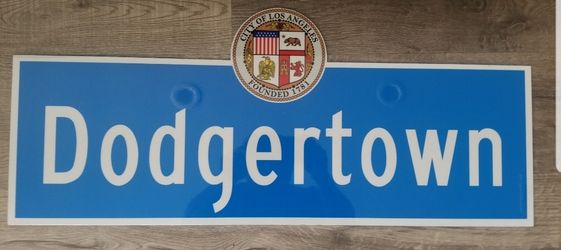 CITY OF LOS ANGELES
FOUNDED 1781
Dodgertown